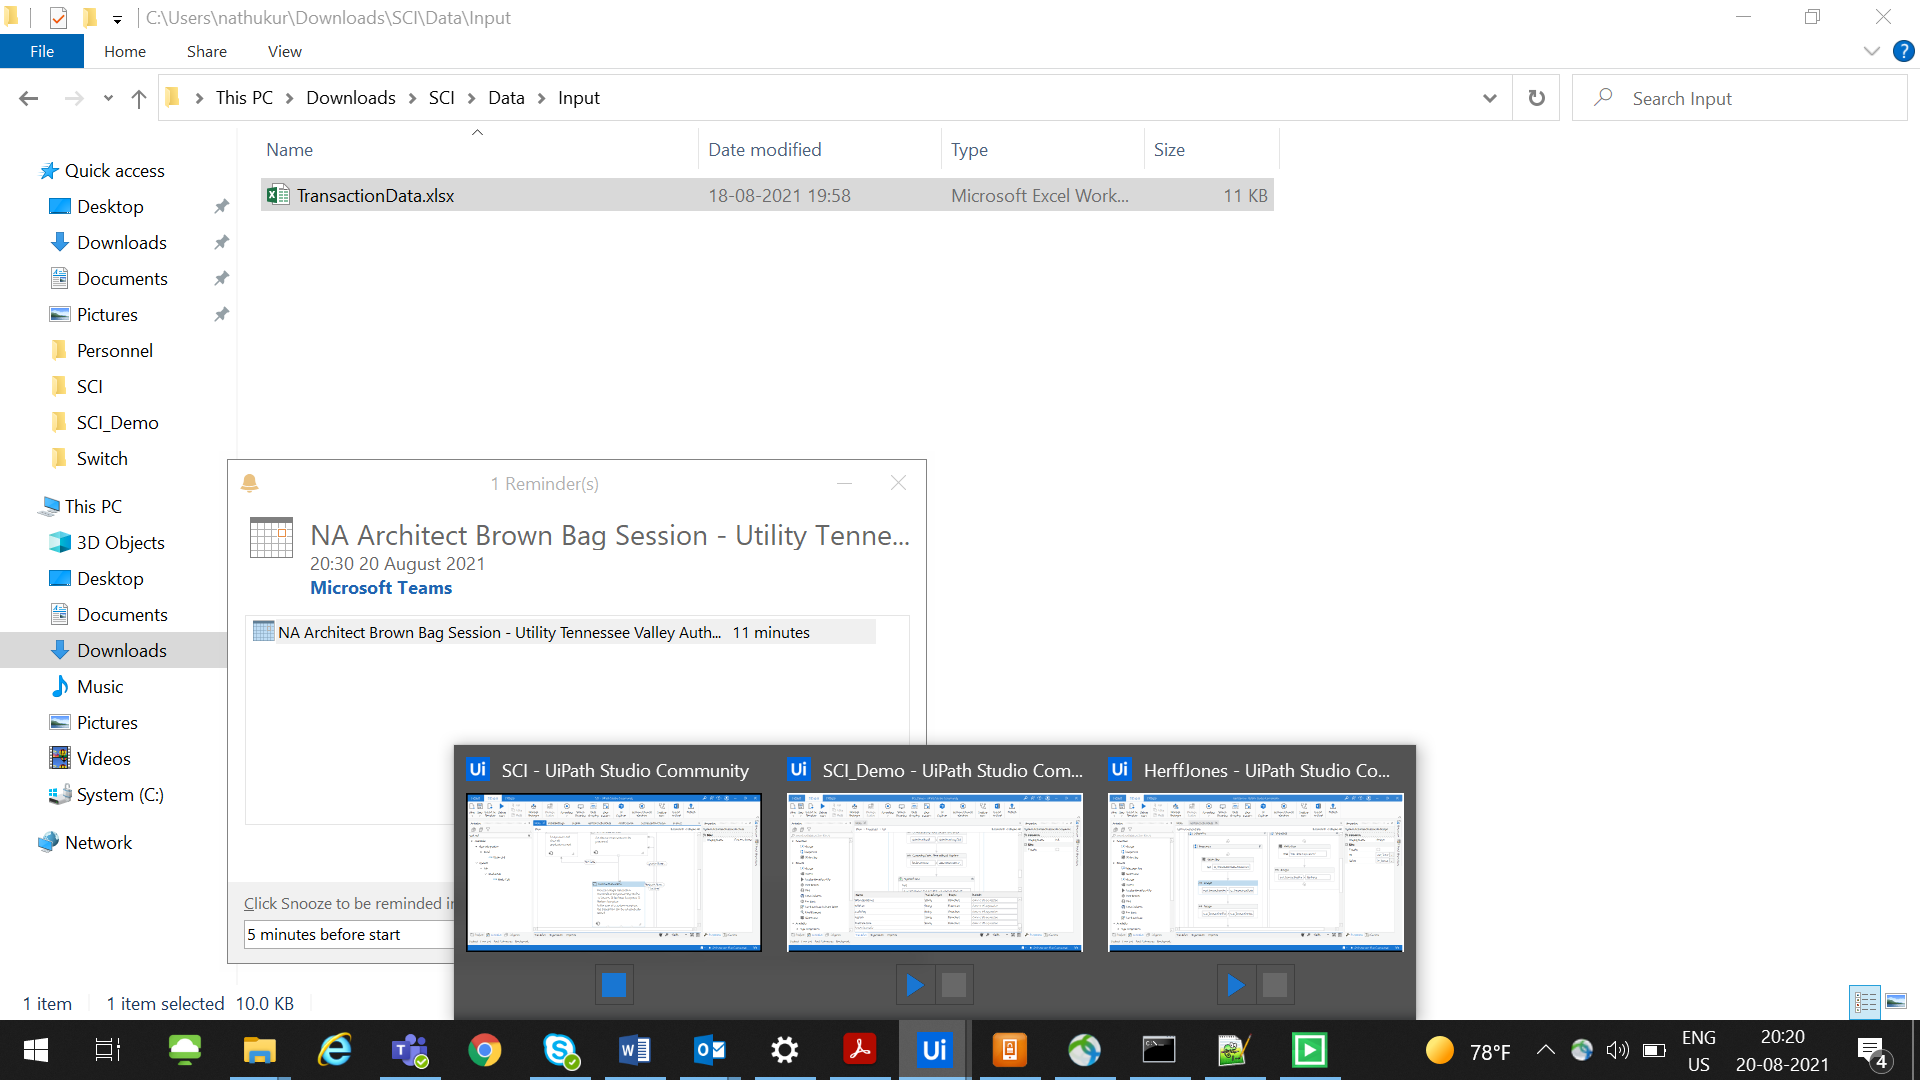 C:\Users\nathukur\Downloads\SCI\Data\Input
File Home Share View
This PC Downloads SCI Data Input
Search Input
Name Date modified Type Size
TransactionData.xlsx 18-08-2021 19:58 Microsoft Excel Work... 11 KB
Quick access
Desktop
Downloads
Documents
Pictures
Personnel
SCI
SCI_Demo
Switch
This PC
3D Objects
Desktop
Documents
Downloads
Music
Pictures
Videos
System (C:)
Network
1 Reminder(s)
NA Architect Brown Bag Session - Utility Tenne...
20:30 20 August 2021
Microsoft Teams
NA Architect Brown Bag Session - Utility Tennessee Valley Auth... 11 minutes
Click Snooze to be reminded in
5 minutes before start
Ui SCI - UiPath Studio Community
Ui SCI_Demo - UiPath Studio Com...
Ui HerffJones - UiPath Studio Co...
1 item 1 item selected 10.0 KB
Ui
78°F
ENG
US
20:20
20-08-2021
4